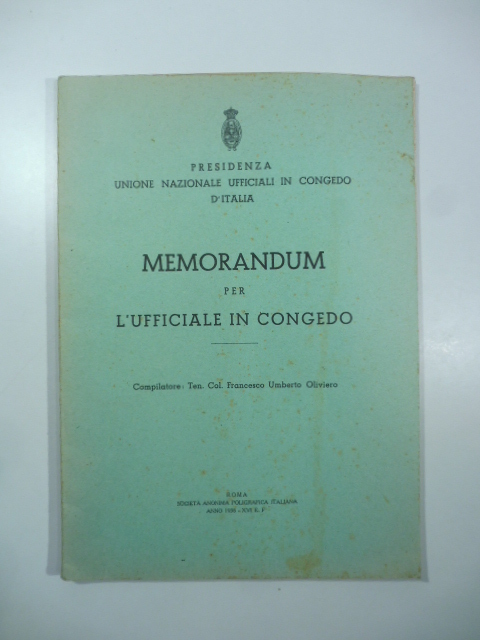 PRESIDENZA
UNIONE NAZIONALE UFFICIALI IN CONGEDO
D'ITALIA
MEMORANDUM
PER
L'UFFICIALE IN CONGEDO
Compilatore: Ten. Col. Francesco Umberto Oliviero
ROMA
SOCIETÀ ANONIMA POLIGRAFICA ITALIANA
ANNO E. F.